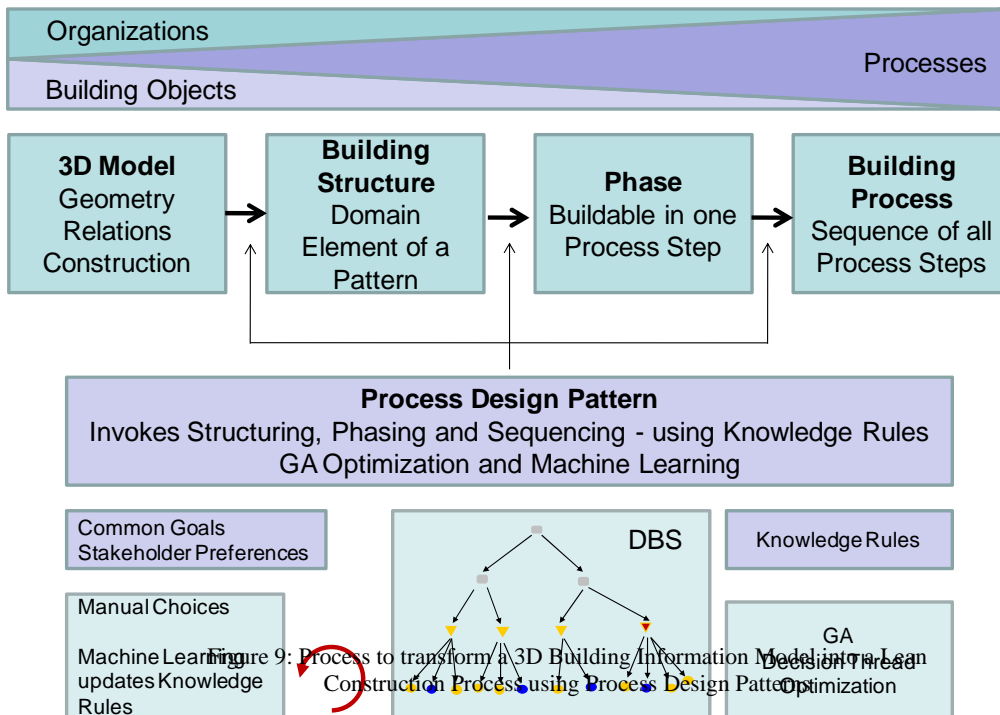 Organizations
Processes
Building Objects
3D Model
Geometry
Relations
Construction
Building
Structure
Domain
Element of a
Pattern
Phase
Buildable in one
Process Step
Building
Process
Sequence of all
Process Steps
Process Design Pattern
Invokes Structuring, Phasing and Sequencing - using Knowledge Rules
GA Optimization and Machine Learning
Common Goals
Stakeholder Preferences
DBS
Knowledge Rules
Manual Choices
Machine Learning
updates Knowledge
Rules
GA
Decision Thread
Optimization
Figure 9: Process to transform a 3D Building Information Model into a Lean
Construction Process using Process Design Patterns